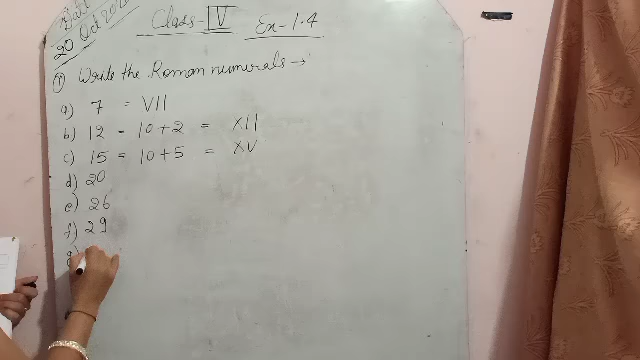 20 Oct
Class-IV Ex-1.4
① Write the Roman numerals →
a) 7 = VII
b) 12 = 10+2 = XII
c) 15 = 10+5 = XV
d) 20
e) 26
f) 29
g)